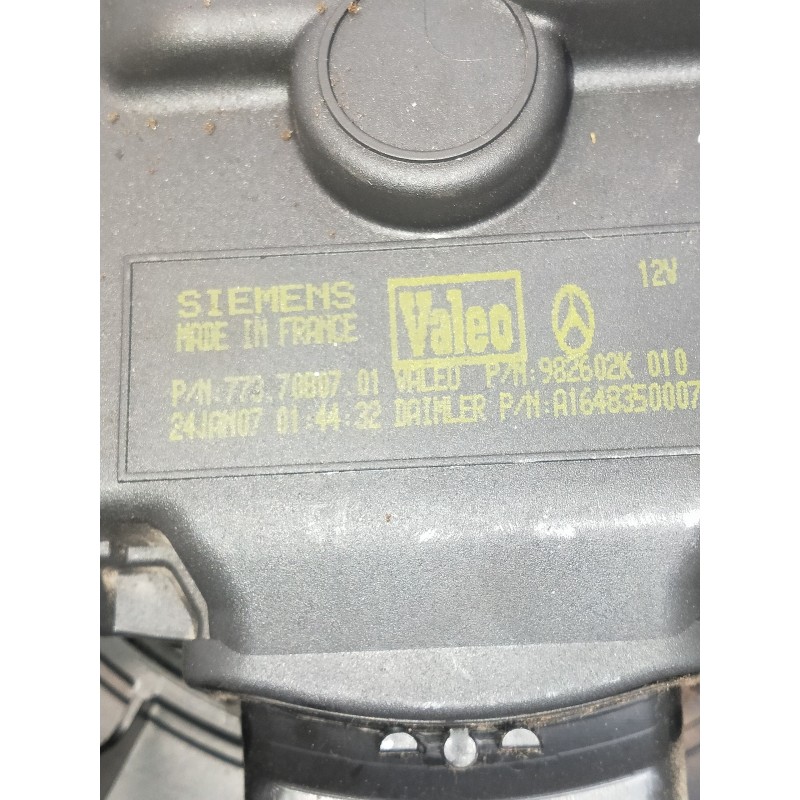 SIEMENS
MADE IN FRANCE
Valeo
12V
P/N:773.70807.01 VALEO P/N:982602K 010
24JAN07 01:44:32 DAIMLER P/N:A1648350007